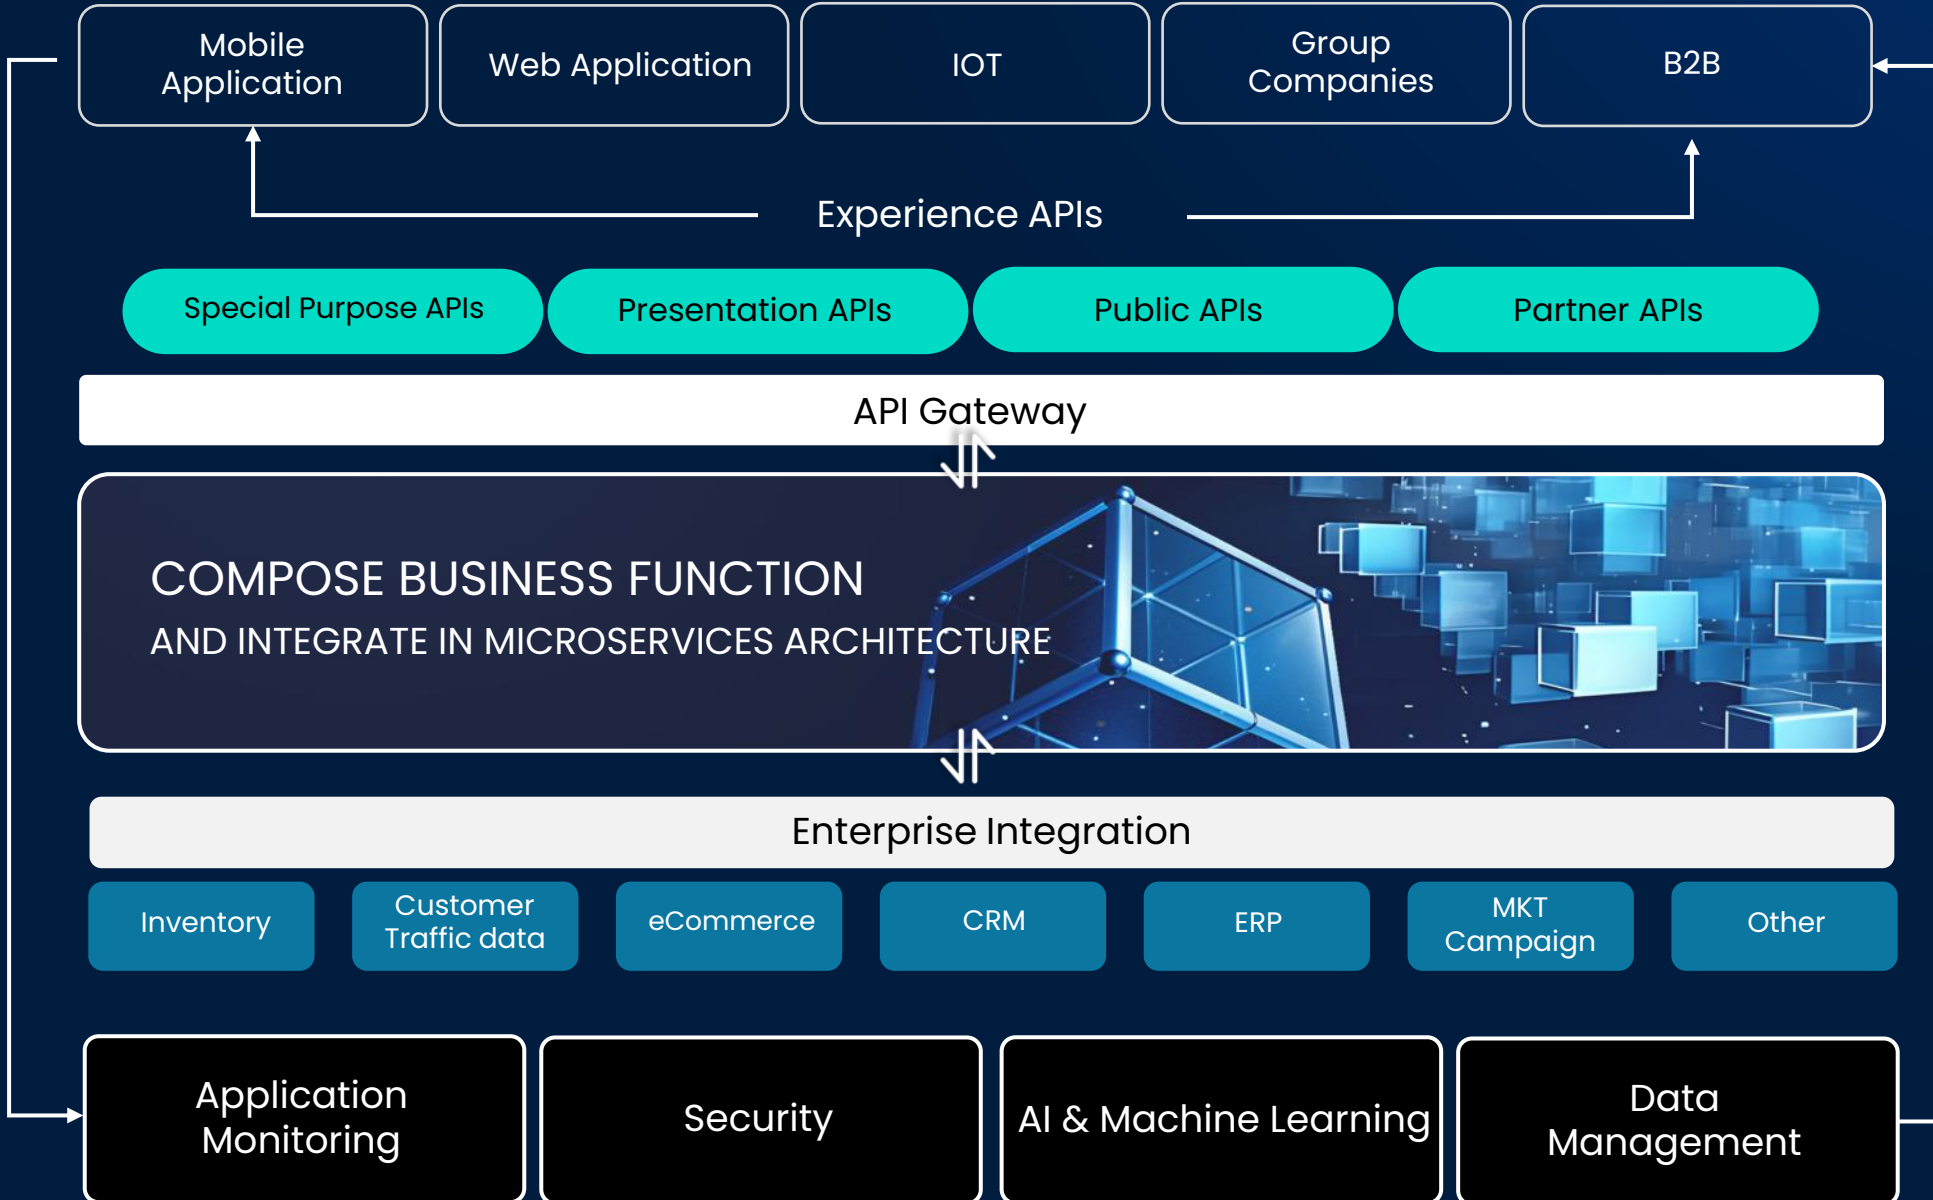 Mobile
Application
Web Application
IOT
Group
Companies
B2B
Experience APIs
Special Purpose APIs
Presentation APIs
Public APIs
Partner APIs
API Gateway
COMPOSE BUSINESS FUNCTION
AND INTEGRATE IN MICROSERVICES ARCHITECTURE
Enterprise Integration
Inventory
Customer
Traffic data
eCommerce
CRM
ERP
MKT
Campaign
Other
Application
Monitoring
Security
AI & Machine Learning
Data
Management